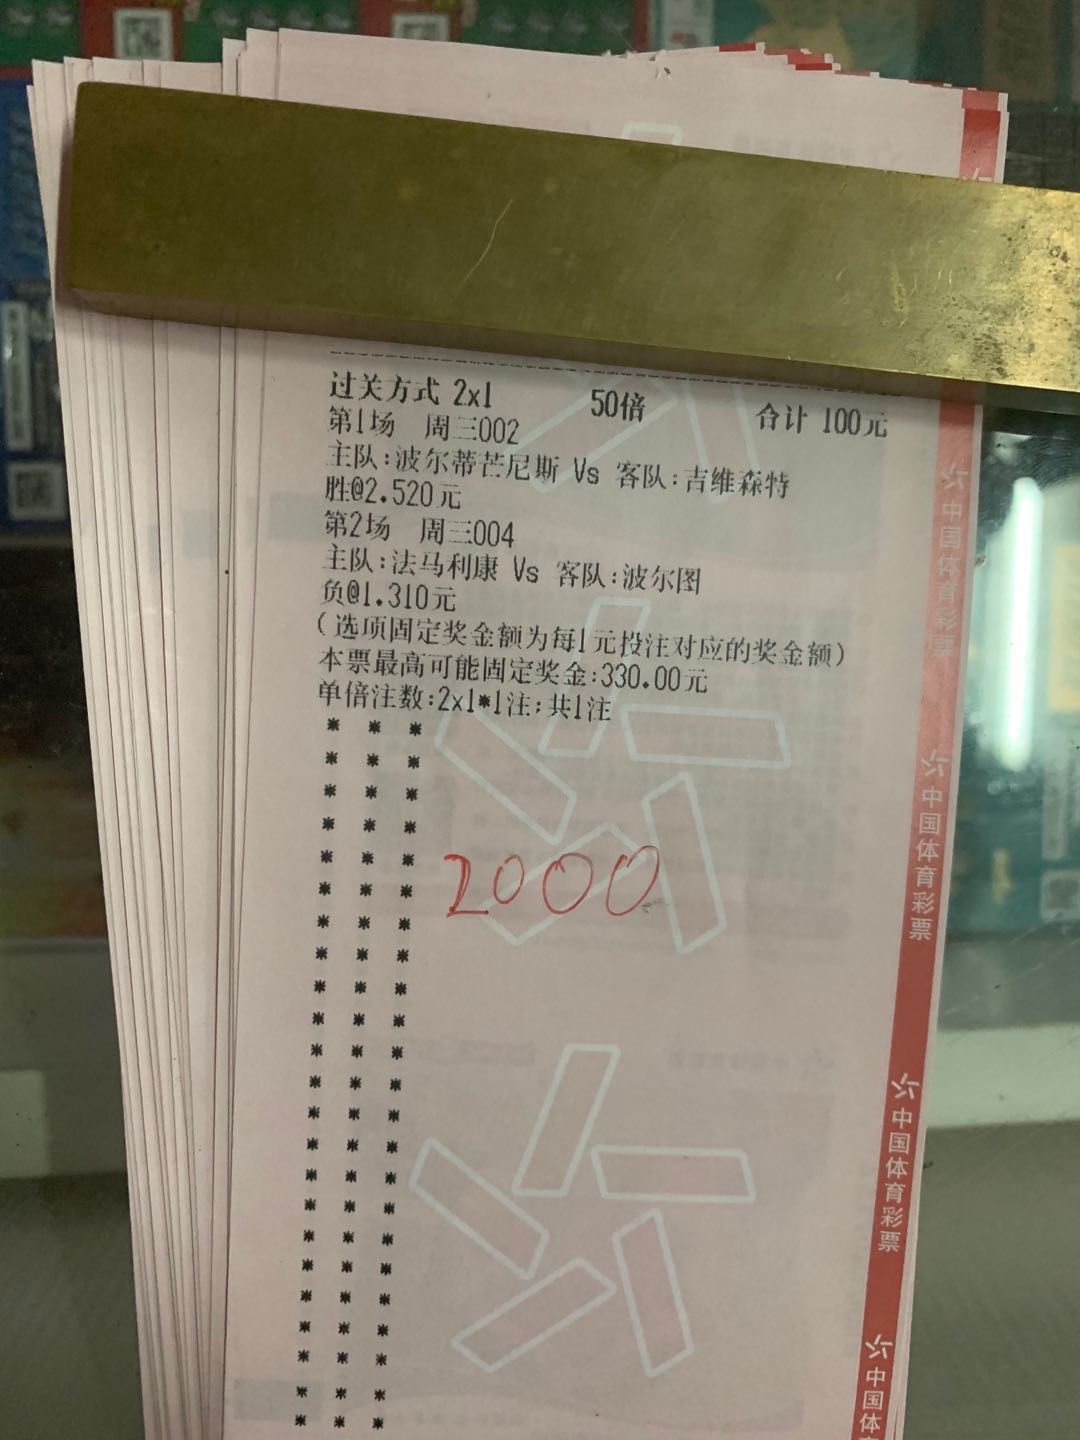 过关方式 2x1 50倍 合计 100元
第1场 周三002
主队:波尔蒂芒尼斯 Vs 客队:吉维森特
胜@2.520元
第2场 周三004
主队:法马利康 Vs 客队:波尔图
负@1.310元
(选项固定奖金额为每1元投注对应的奖金额)
本票最高可能固定奖金:330.00元
单倍注数:2x1*1注;共1注
2000
中国体育彩票
中国体育彩票
中国体育彩票
中国体